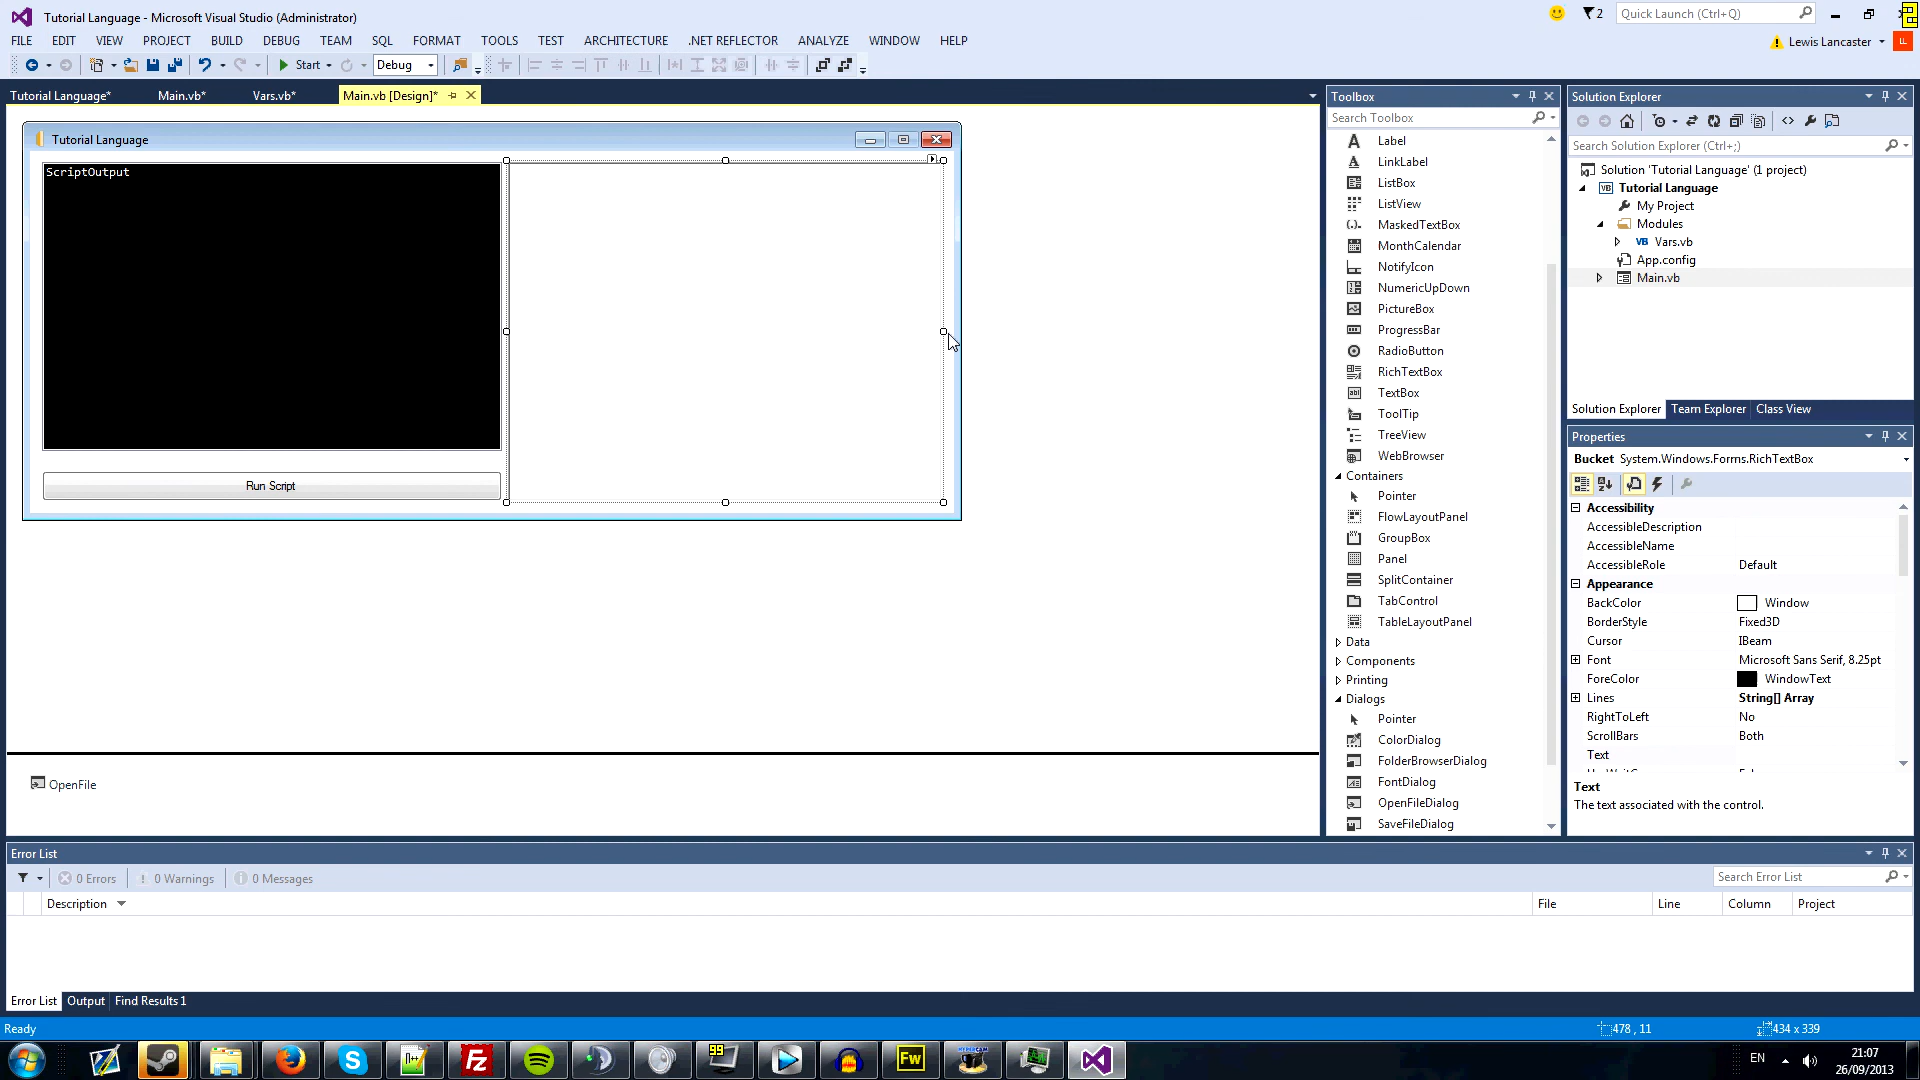 Tutorial Language - Microsoft Visual Studio (Administrator)
2
Quick Launch (Ctrl+Q)
FILE EDIT VIEW PROJECT BUILD DEBUG TEAM SQL FORMAT TOOLS TEST ARCHITECTURE .NET REFLECTOR ANALYZE WINDOW HELP
Lewis Lancaster
LL
Start
Debug
Tutorial Language*
Main.vb*
Vars.vb*
Main.vb [Design]*
Tutorial Language
ScriptOutput
Run Script
OpenFile
Toolbox
Search Toolbox
Label
LinkLabel
ListBox
ListView
MaskedTextBox
MonthCalendar
NotifyIcon
NumericUpDown
PictureBox
ProgressBar
RadioButton
RichTextBox
TextBox
ToolTip
TreeView
WebBrowser
Containers
Pointer
FlowLayoutPanel
GroupBox
Panel
SplitContainer
TabControl
TableLayoutPanel
Data
Components
Printing
Dialogs
Pointer
ColorDialog
FolderBrowserDialog
FontDialog
OpenFileDialog
SaveFileDialog
Solution Explorer
Search Solution Explorer (Ctrl+;)
Solution 'Tutorial Language' (1 project)
VB Tutorial Language
My Project
Modules
VB Vars.vb
App.config
Main.vb
Solution Explorer Team Explorer Class View
Properties
Bucket System.Windows.Forms.RichTextBox
Accessibility
AccessibleDescription
AccessibleName
AccessibleRole Default
Appearance
BackColor Window
BorderStyle Fixed3D
Cursor IBeam
Font Microsoft Sans Serif, 8.25pt
ForeColor WindowText
Lines String[] Array
RightToLeft No
ScrollBars Both
Text
Text
The text associated with the control.
Error List
0 Errors
0 Warnings
0 Messages
Search Error List
Description File Line Column Project
Error List Output Find Results 1
Ready
478 , 11
434 x 339
99
Fw
EN
21:07
26/09/2013